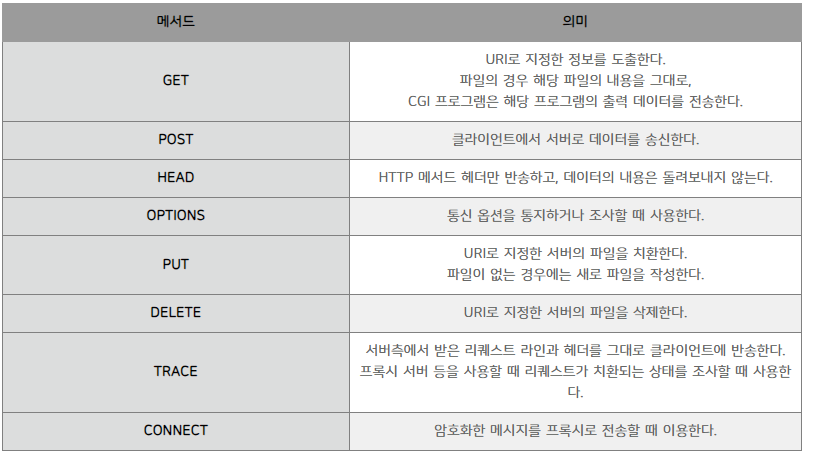 메서드 의미
GET
URI로 지정한 정보를 도출한다.
파일의 경우 해당 파일의 내용을 그대로,
CGI 프로그램은 해당 프로그램의 출력 데이터를 전송한다.
POST 클라이언트에서 서버로 데이터를 송신한다.
HEAD HTTP 메서드 헤더만 반송하고, 데이터의 내용은 돌려보내지 않는다.
OPTIONS 통신 옵션을 통지하거나 조사할 때 사용한다.
PUT
URI로 지정한 서버의 파일을 치환한다.
파일이 없는 경우에는 새로 파일을 작성한다.
DELETE URI로 지정한 서버의 파일을 삭제한다.
TRACE
서버측에서 받은 리퀘스트 라인과 헤더를 그대로 클라이언트에 반송한다.
프록시 서버 등을 사용할 때 리퀘스트가 치환되는 상태를 조사할 때 사용한
다.
CONNECT 암호화한 메시지를 프록시로 전송할 때 이용한다.